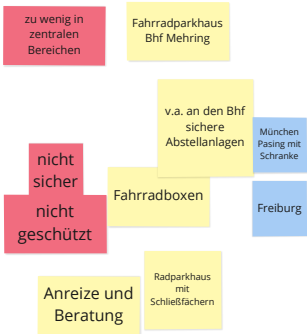 zu wenig in
zentralen
Bereichen
Fahrradparkhaus
Bhf Mehring
v.a. an den Bhf
sichere
Abstellanlagen
München
Pasing mit
Schranke
nicht
sicher
nicht
geschützt
Fahrradboxen
Freiburg
Anreize und
Beratung
Radparkhaus
mit
Schließfächern